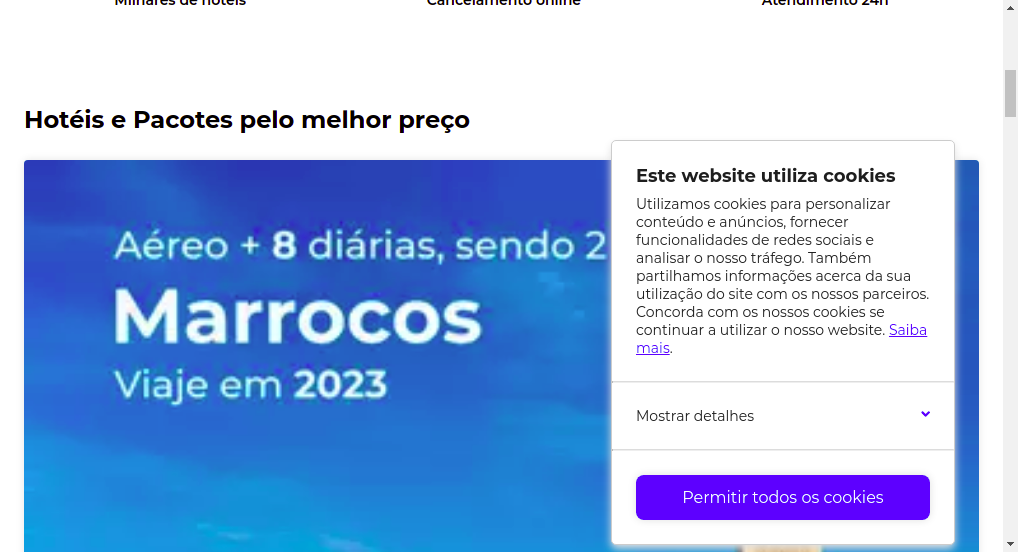 Milhares de hotéis
Cancelamento online
Atendimento 24h
Hotéis e Pacotes pelo melhor preço
Aéreo + 8 diárias, sendo 2
Marrocos
Viaje em 2023
Este website utiliza cookies
Utilizamos cookies para personalizar
conteúdo e anúncios, fornecer
funcionalidades de redes sociais e
analisar o nosso tráfego. Também
partilhamos informações acerca da sua
utilização do site com os nossos parceiros.
Concorda com os nossos cookies se
continuar a utilizar o nosso website. Saiba
mais.
Mostrar detalhes
Permitir todos os cookies